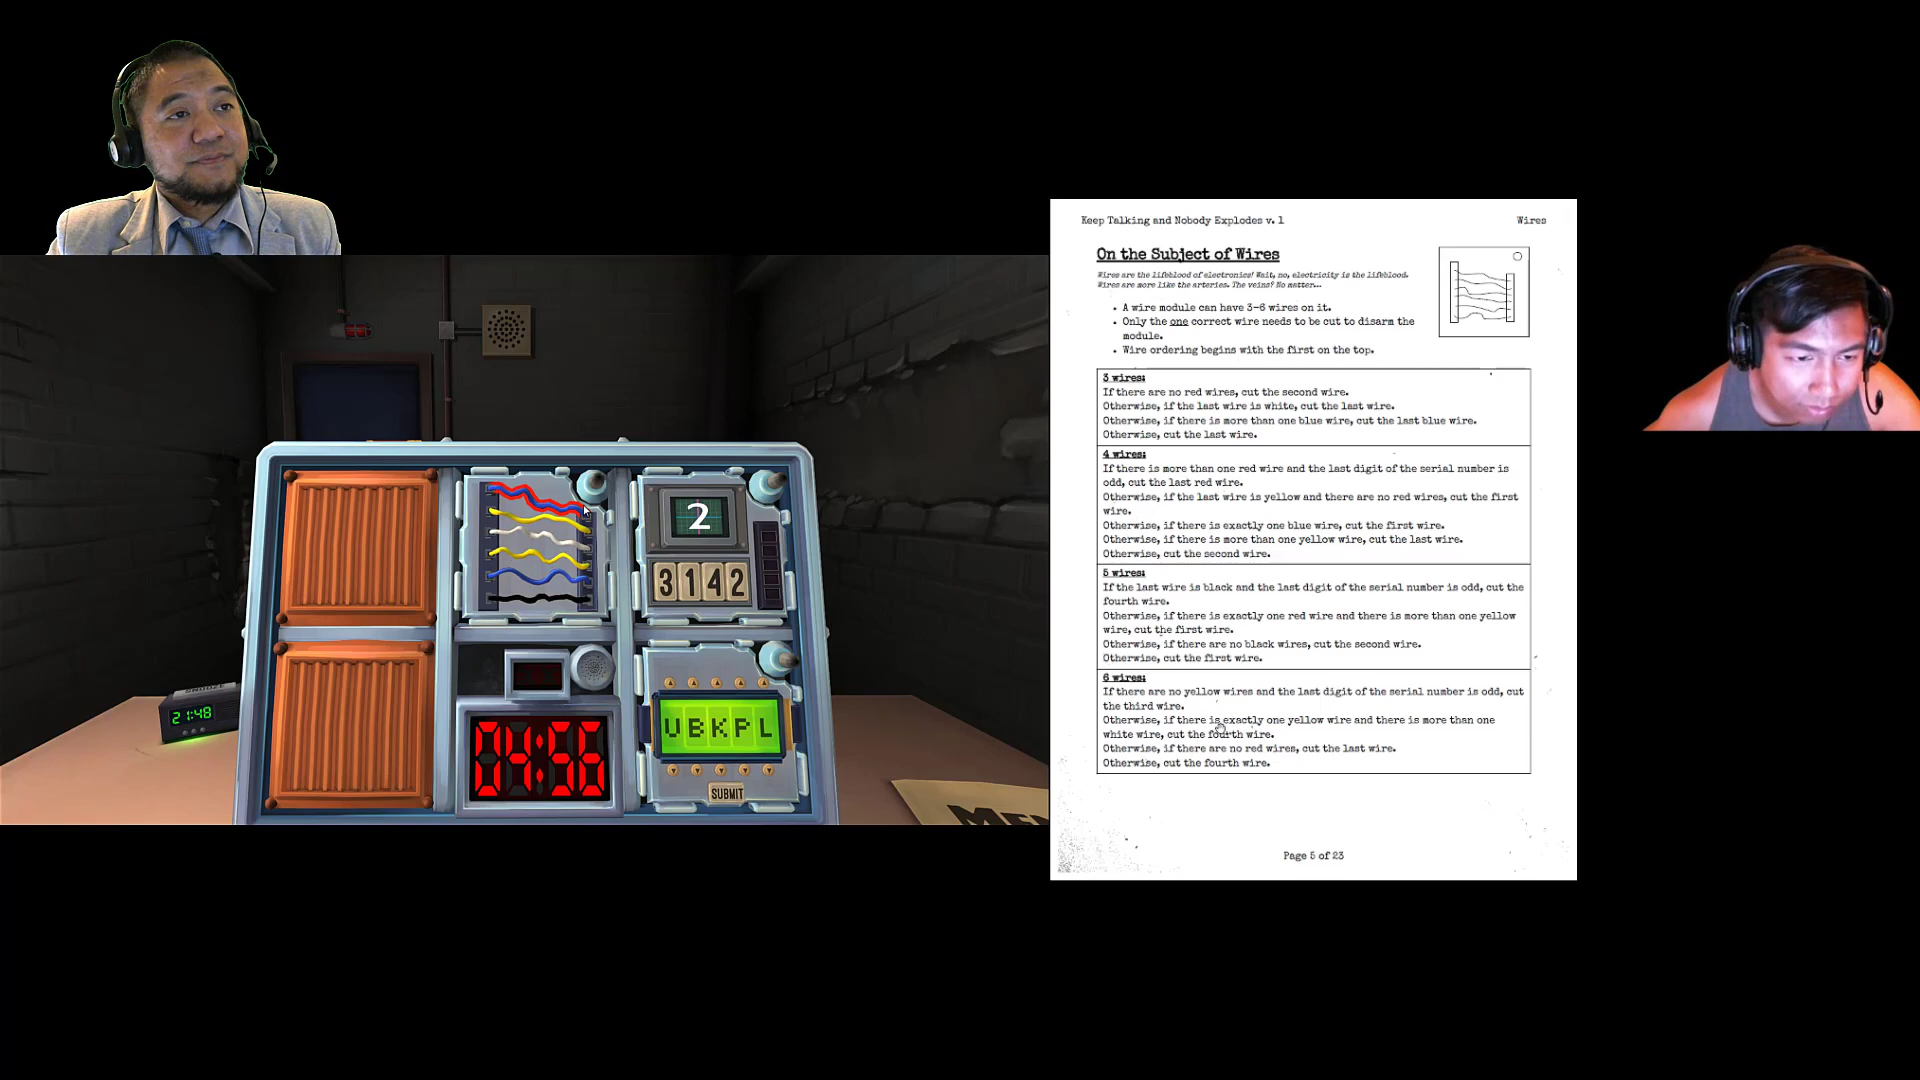 21:48
2
3142
04:56
UBKPL
SUBMIT
Keep Talking and Nobody Explodes v. 1
Wires
On the Subject of Wires
Wires are the lifeblood of electronics! Wait, no, electricity is the lifeblood.
Wires are more like the arteries. The veins? No matter...
• A wire module can have 3-6 wires on it.
• Only the one correct wire needs to be cut to disarm the
module.
• Wire ordering begins with the first on the top.
3 wires:
If there are no red wires, cut the second wire.
Otherwise, if the last wire is white, cut the last wire.
Otherwise, if there is more than one blue wire, cut the last blue wire.
Otherwise, cut the last wire.
4 wires:
If there is more than one red wire and the last digit of the serial number is
odd, cut the last red wire.
Otherwise, if the last wire is yellow and there are no red wires, cut the first
wire.
Otherwise, if there is exactly one blue wire, cut the first wire.
Otherwise, if there is more than one yellow wire, cut the last wire.
Otherwise, cut the second wire.
5 wires:
If the last wire is black and the last digit of the serial number is odd, cut the
fourth wire.
Otherwise, if there is exactly one red wire and there is more than one yellow
wire, cut the first wire.
Otherwise, if there are no black wires, cut the second wire.
Otherwise, cut the first wire.
6 wires:
If there are no yellow wires and the last digit of the serial number is odd, cut
the third wire.
Otherwise, if there is exactly one yellow wire and there is more than one
white wire, cut the fourth wire.
Otherwise, if there are no red wires, cut the last wire.
Otherwise, cut the fourth wire.
Page 5 of 23